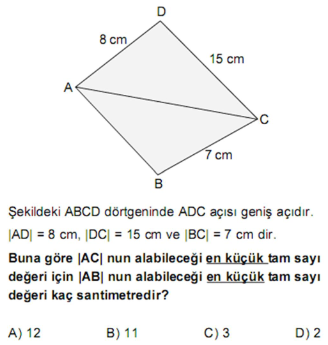 D
8 cm
15 cm
A
C
7 cm
B
Şekildeki ABCD dörtgeninde ADC açısı geniş açıdır.
|AD| = 8 cm, |DC| = 15 cm ve |BC| = 7 cm dir.
Buna göre |AC| nun alabileceği en küçük tam sayı
değeri için |AB| nun alabileceği en küçük tam sayı
değeri kaç santimetredir?
A) 12 B) 11 C) 3 D) 2